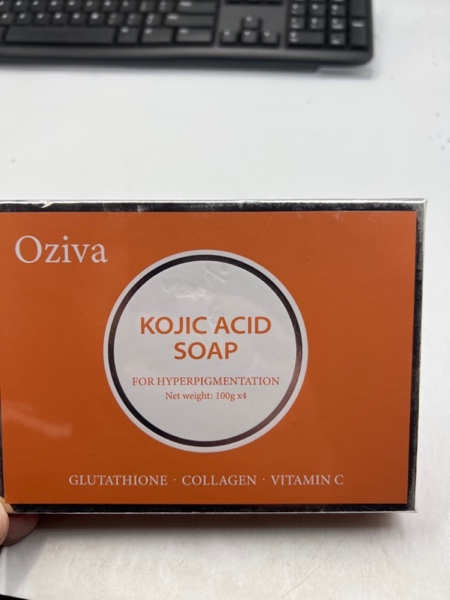 Oziva
KOJIC ACID
SOAP
FOR HYPERPIGMENTATION
Net weight: 100g x4
GLUTATHIONE · COLLAGEN · VITAMIN C